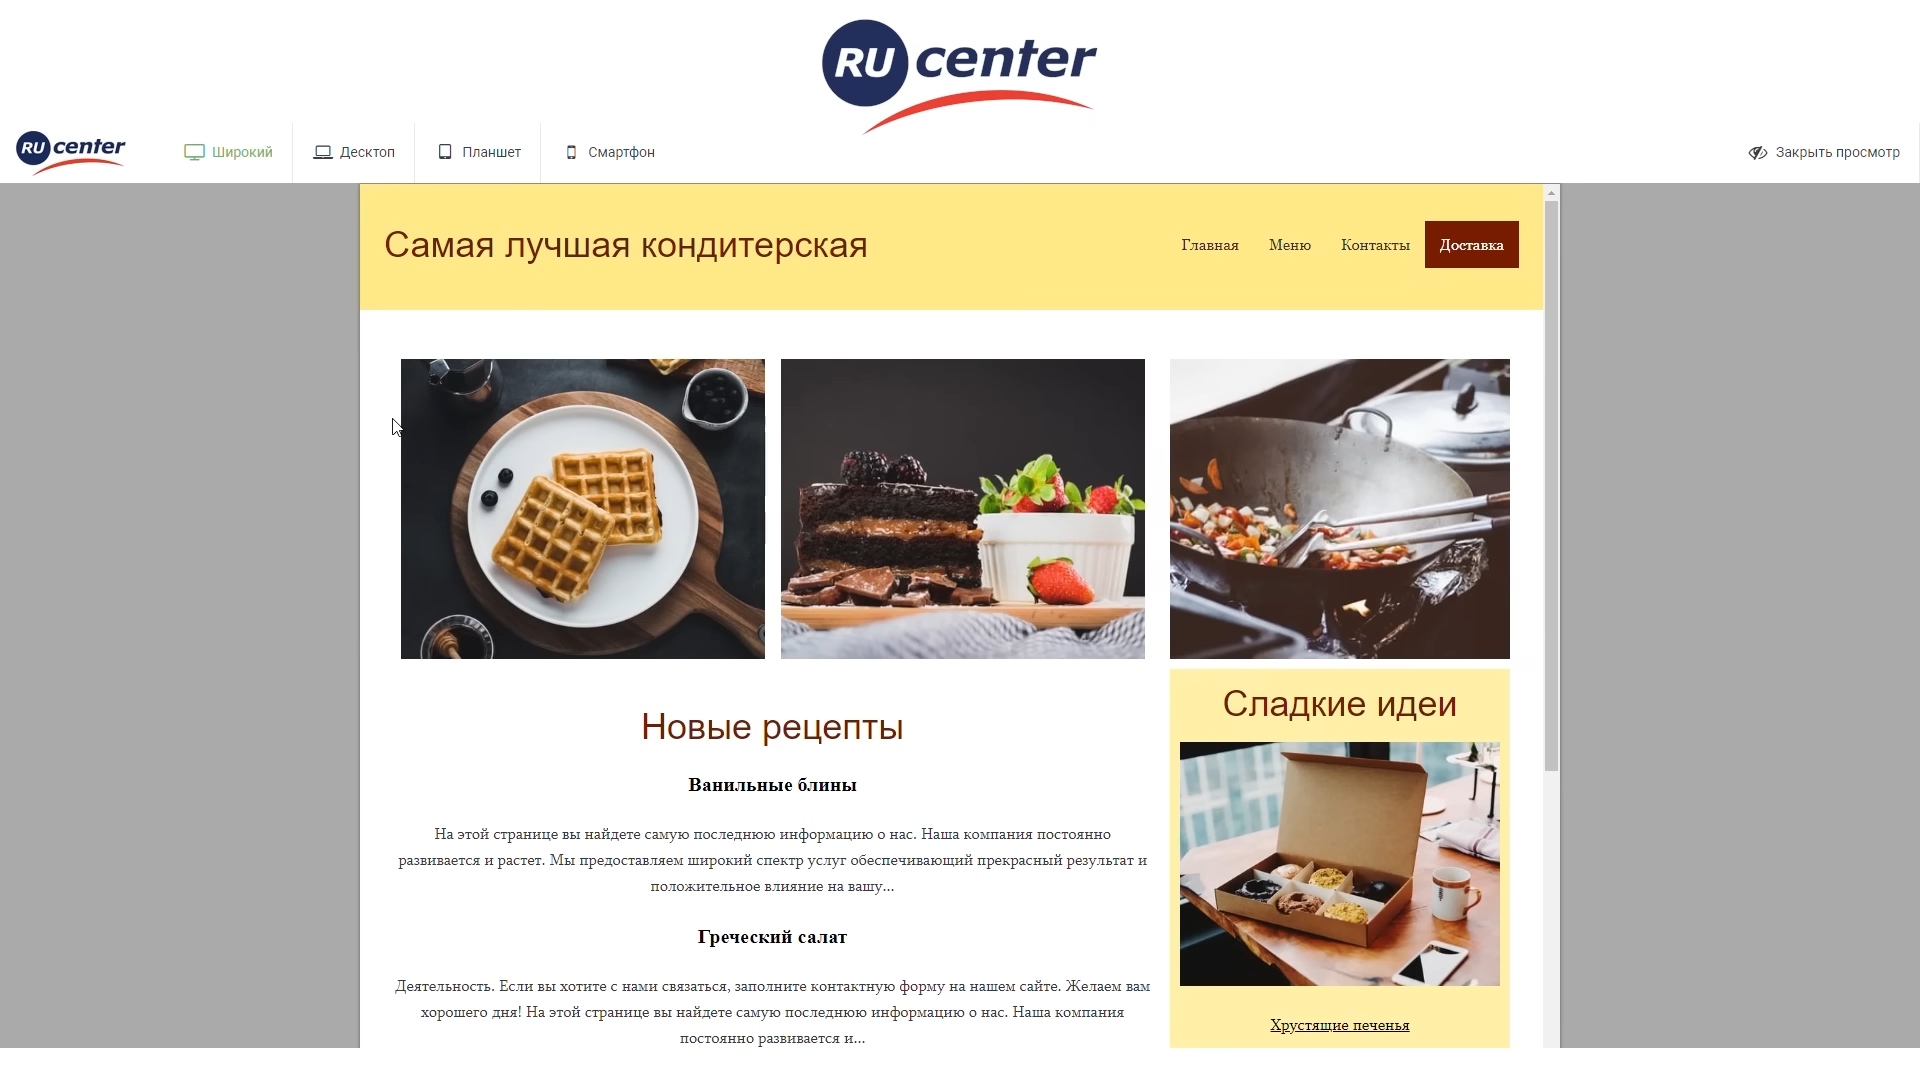 RU center
RU center
Широкий
Десктоп
Планшет
Смартфон
Закрыть просмотр
Самая лучшая кондитерская
Главная
Меню
Контакты
Доставка
Новые рецепты
Ванильные блины
На этой странице вы найдете самую последнюю информацию о нас. Наша компания постоянно
развивается и растет. Мы предоставляем широкий спектр услуг обеспечивающий прекрасный результат и
положительное влияние на вашу...
Греческий салат
Деятельность. Если вы хотите с нами связаться, заполните контактную форму на нашем сайте. Желаем вам
хорошего дня! На этой странице вы найдете самую последнюю информацию о нас. Наша компания
постоянно развивается и...
Сладкие идеи
Хрустящие печенья